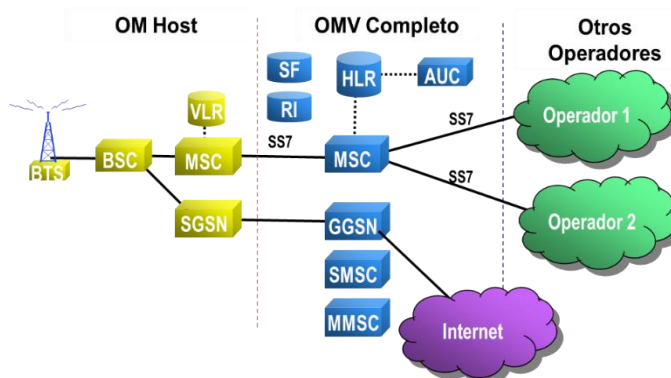 OM Host
OMV Completo
Otros
Operadores
SF
HLR
AUC
RI
VLR
Operador 1
SS7
BTS
BSC
MSC
SS7
MSC
SS7
Operador 2
SGSN
GGSN
SMSC
MMSC
Internet